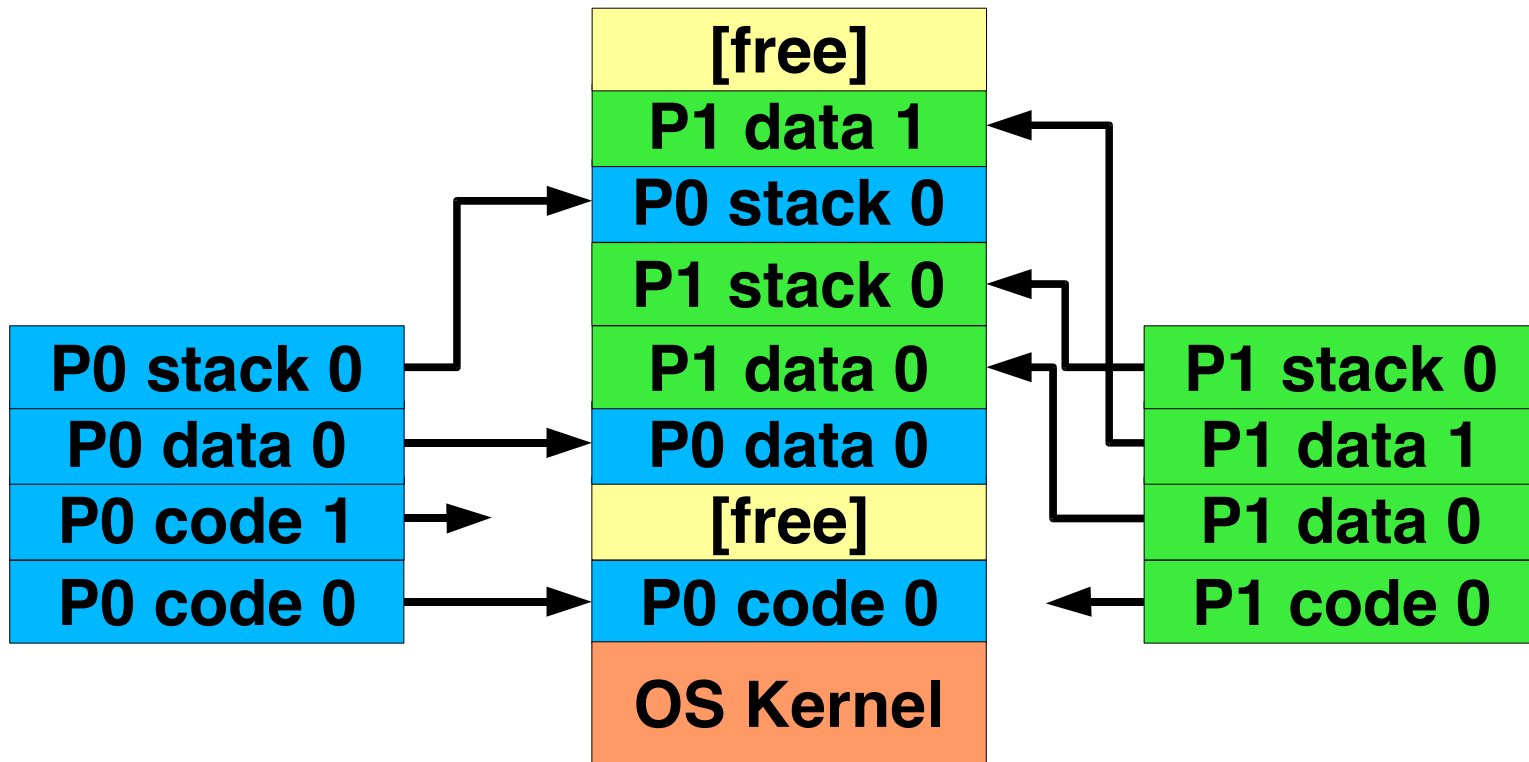 [free]
P1 data 1
P0 stack 0
P1 stack 0
P1 data 0
P0 data 0
[free]
P0 code 0
OS Kernel
P0 stack 0
P0 data 0
P0 code 1
P0 code 0
P1 stack 0
P1 data 1
P1 data 0
P1 code 0